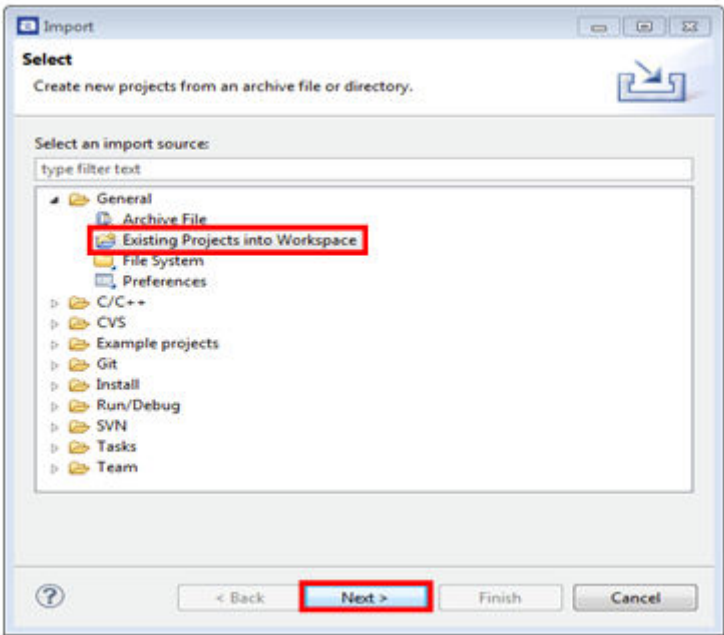 Import
Select
Create new projects from an archive file or directory.
Select an import source:
type filter text
General
Archive File
Existing Projects into Workspace
File System
Preferences
C/C++
CVS
Example projects
Git
Install
Run/Debug
SVN
Tasks
Team
? < Back Next > Finish Cancel